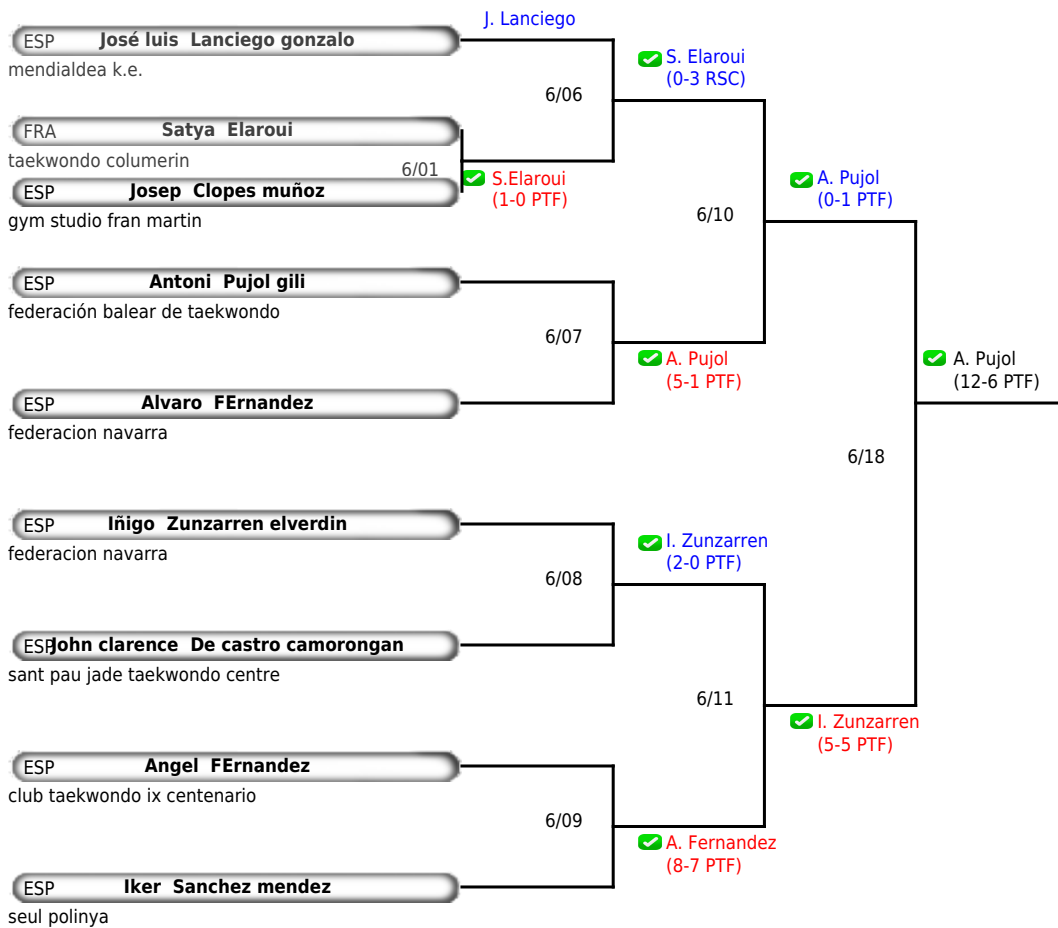 J. Lanciego
ESP José luis Lanciego gonzalo
mendialdea k.e.
S. Elaroui
(0-3 RSC)
6/06
FRA Satya Elaroui
taekwondo columerin
6/01
S.Elaroui
(1-0 PTF)
ESP Josep Clopes muñoz
gym studio fran martin
A. Pujol
(0-1 PTF)
6/10
ESP Antoni Pujol gili
federación balear de taekwondo
6/07
A. Pujol
(5-1 PTF)
A. Pujol
(12-6 PTF)
ESP Alvaro FErnandez
federacion navarra
6/18
ESP Iñigo Zunzarren elverdin
federacion navarra
I. Zunzarren
(2-0 PTF)
6/08
ESP John clarence De castro camorongan
sant pau jade taekwondo centre
6/11
I. Zunzarren
(5-5 PTF)
ESP Angel FErnandez
club taekwondo ix centenario
6/09
A. Fernandez
(8-7 PTF)
ESP Iker Sanchez mendez
seul polinya